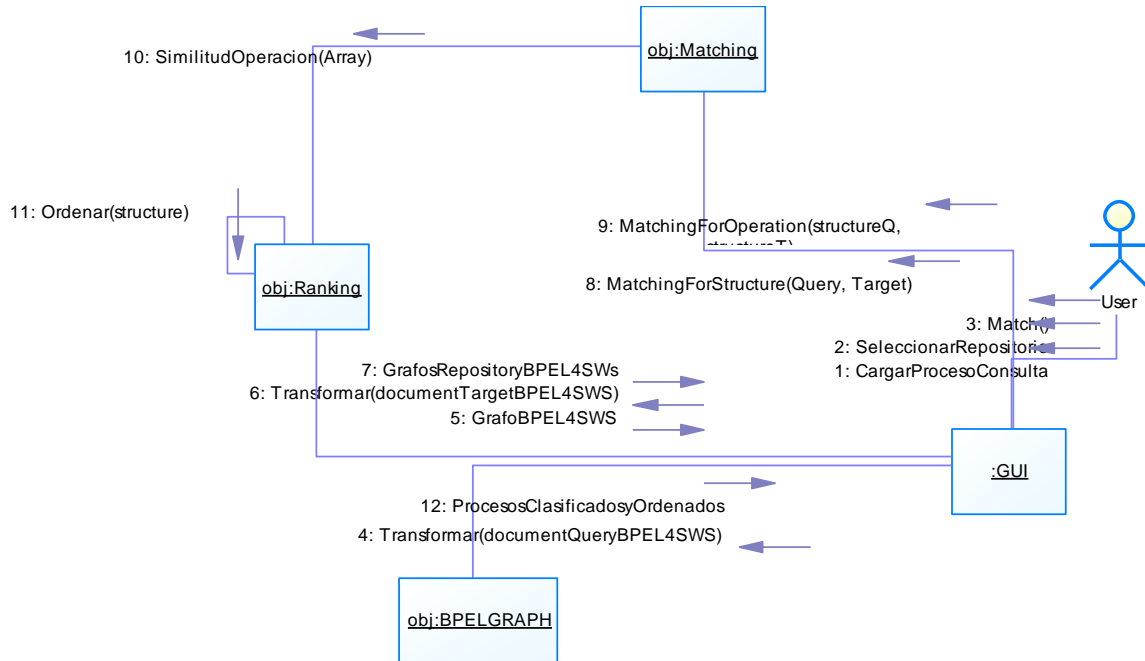 obj:Matching
10: SimilitudOperacion(Array)
11: Ordenar(structure)
9: MatchingForOperation(structureQ,
structureT)
obj:Ranking
8: MatchingForStructure(Query, Target)
User
3: Match()
2: SeleccionarRepositorio
7: GrafosRepositoryBPEL4SWs
1: CargarProcesoConsulta
6: Transformar(documentTargetBPEL4SWS)
5: GrafoBPEL4SWS
:GUI
12: ProcesosClasificadosyOrdenados
4: Transformar(documentQueryBPEL4SWS)
obj:BPELGRAPH